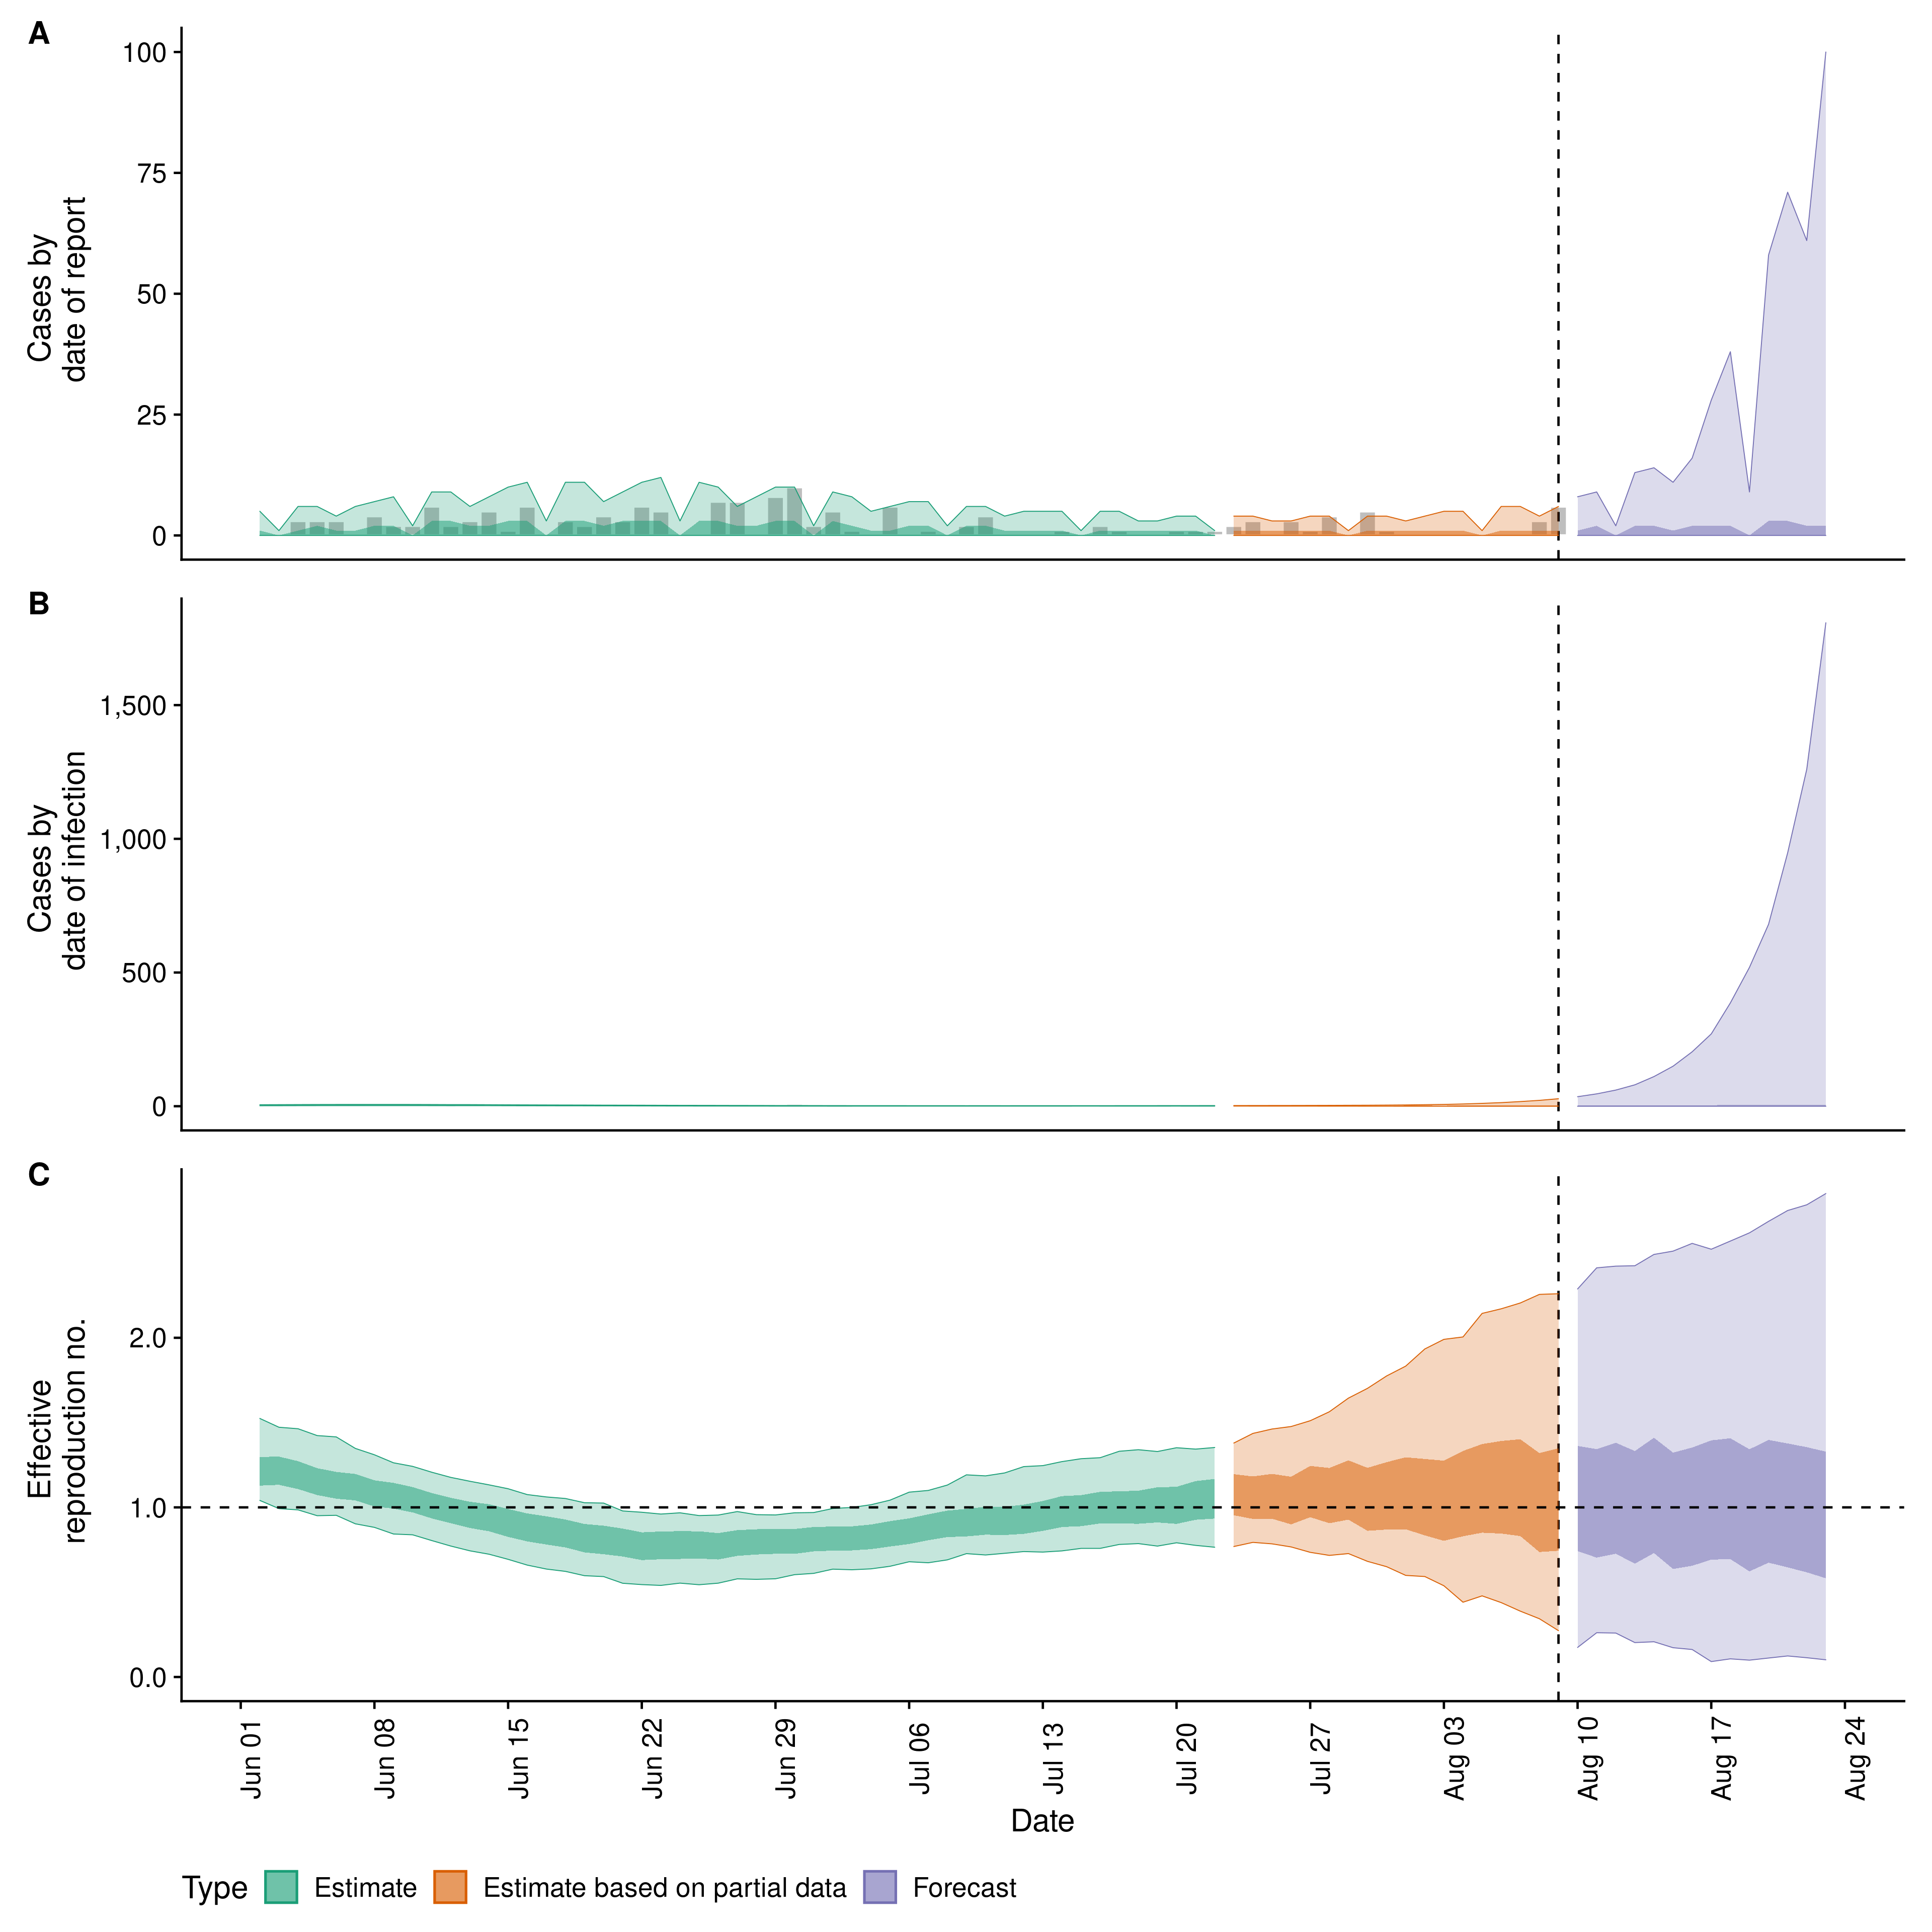 A
100
75
50
25
0
Cases by
date of report
B
1,500
1,000
500
0
Cases by
date of infection
C
2.0
1.0
0.0
Effective
reproduction no.
Jun 01
Jun 08
Jun 15
Jun 22
Jun 29
Jul 06
Jul 13
Jul 20
Jul 27
Aug 03
Aug 10
Aug 17
Aug 24
Date
Type Estimate Estimate based on partial data Forecast